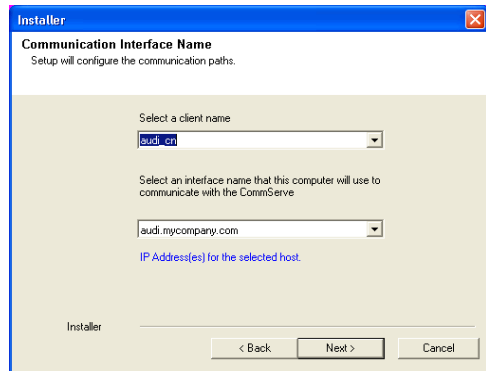 Installer
Communication Interface Name
Setup will configure the communication paths.
Select a client name
audi_cn
Select an interface name that this computer will use to
communicate with the CommServe
audi.mycompany.com
IP Address(es) for the selected host.
Installer
< Back
Next >
Cancel